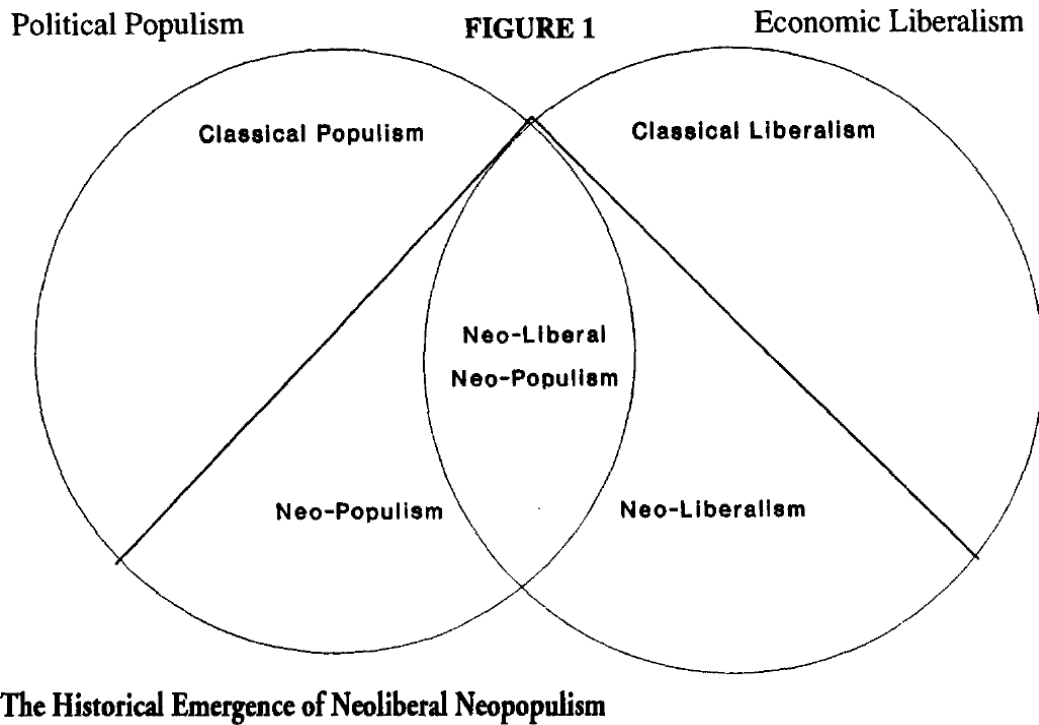 Political Populism
FIGURE 1
Economic Liberalism
Classical Populism
Classical Liberalism
Neo-Liberal
Neo-Populism
Neo-Populism
Neo-Liberalism
The Historical Emergence of Neoliberal Neopopulism